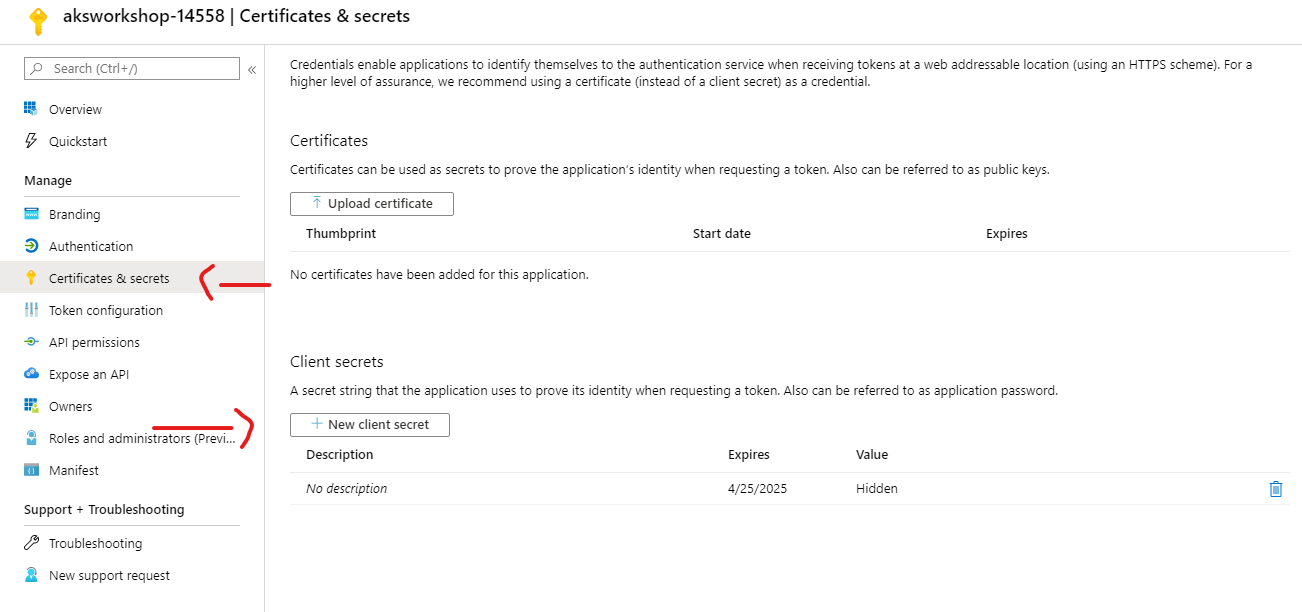 aksworkshop-14558 | Certificates & secrets
Search (Ctrl+/)
«
Overview
Quickstart
Manage
Branding
Authentication
Certificates & secrets
Token configuration
API permissions
Expose an API
Owners
Roles and administrators (Previ...
Manifest
Support + Troubleshooting
Troubleshooting
New support request
Credentials enable applications to identify themselves to the authentication service when receiving tokens at a web addressable location (using an HTTPS scheme). For a
higher level of assurance, we recommend using a certificate (instead of a client secret) as a credential.
Certificates
Certificates can be used as secrets to prove the application's identity when requesting a token. Also can be referred to as public keys.
Upload certificate
Thumbprint Start date Expires
No certificates have been added for this application.
Client secrets
A secret string that the application uses to prove its identity when requesting a token. Also can be referred to as application password.
New client secret
Description Expires Value
No description 4/25/2025 Hidden